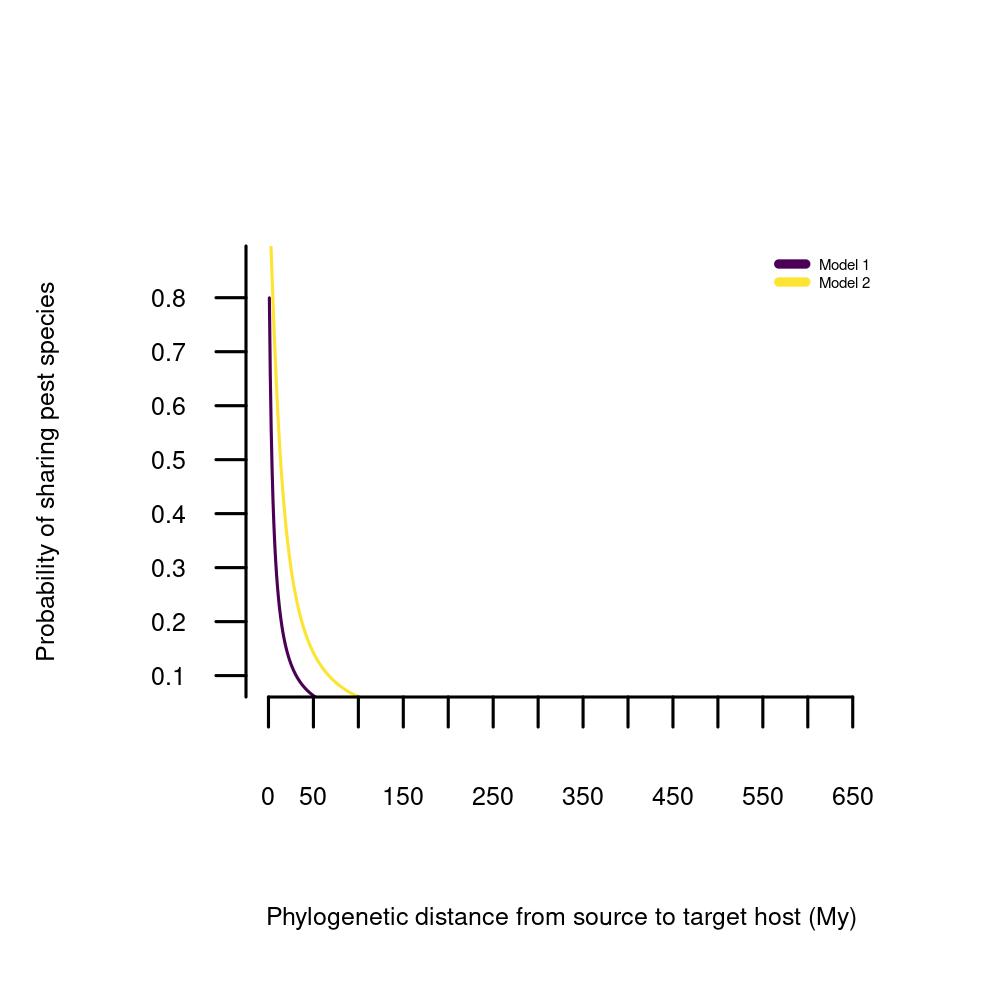 Model 1
Model 2
Probability of sharing pest species
0.8
0.7
0.6
0.5
0.4
0.3
0.2
0.1
0 50 150 250 350 450 550 650
Phylogenetic distance from source to target host (My)